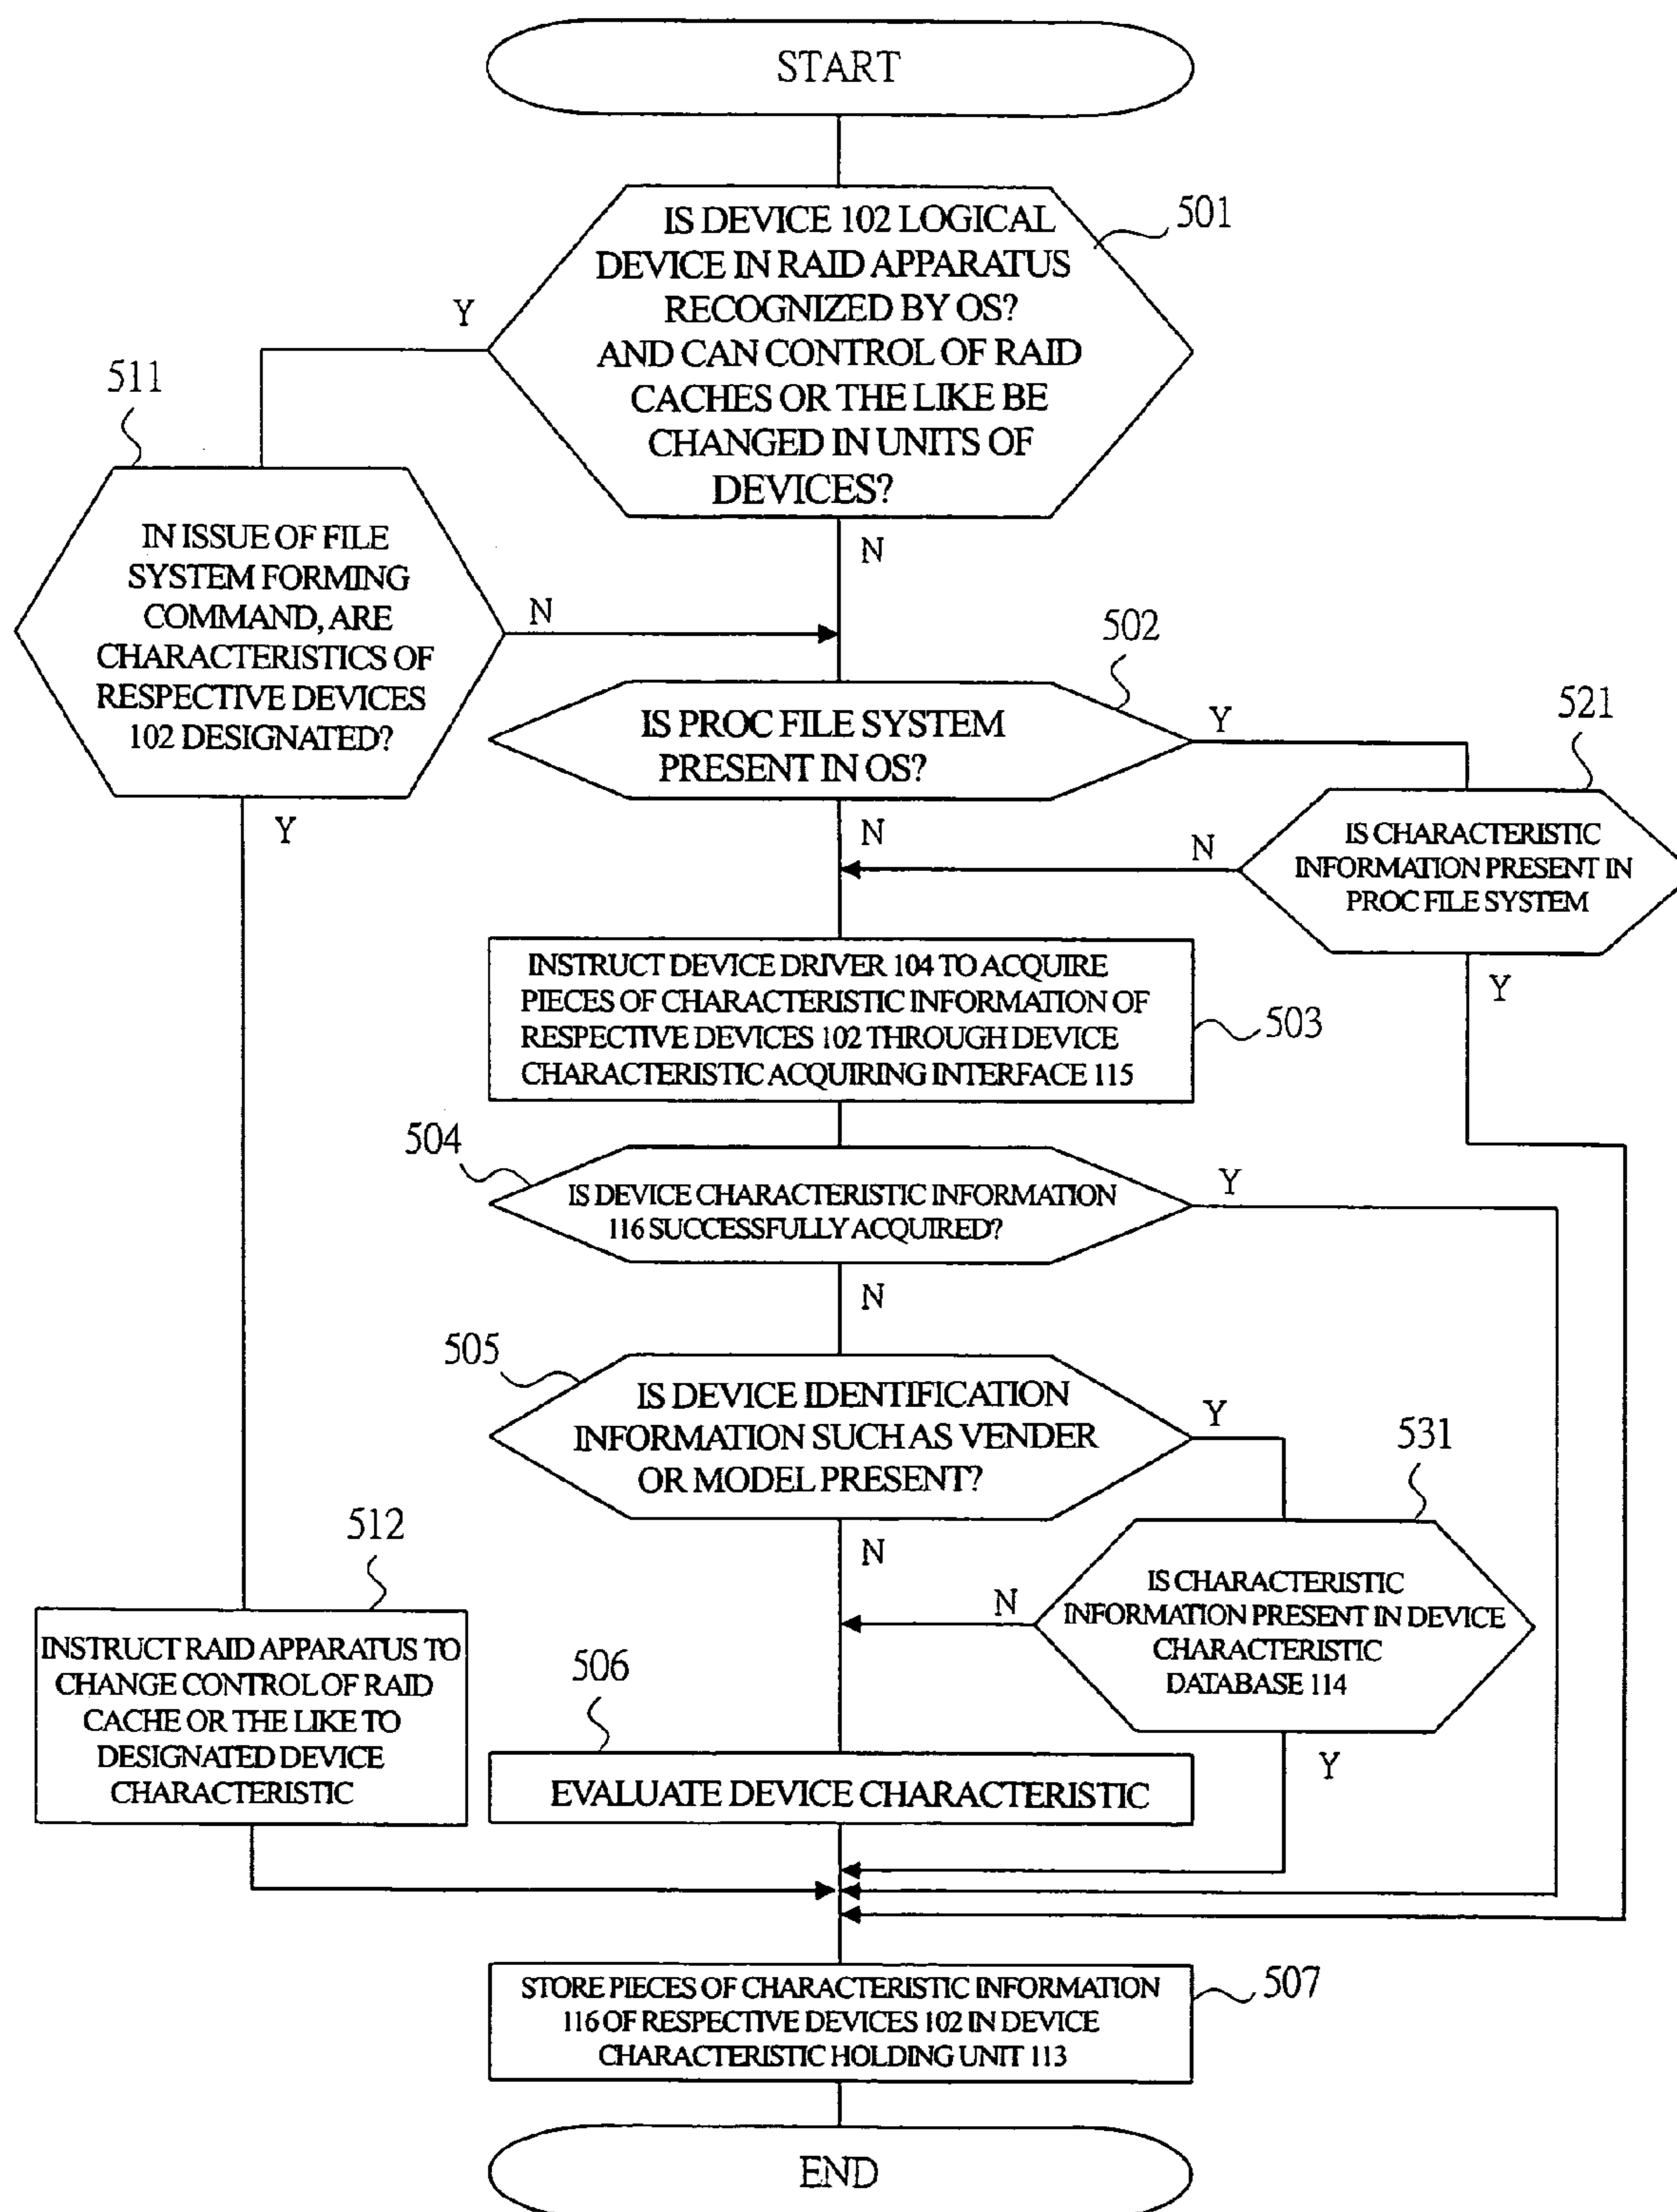 START
IS DEVICE 102 LOGICAL
DEVICE IN RAID APPARATUS
RECOGNIZED BY OS?
AND CAN CONTROL OF RAID
CACHES OR THE LIKE BE
CHANGED IN UNITS OF
DEVICES?
501
Y
N
511
IN ISSUE OF FILE
SYSTEM FORMING
COMMAND, ARE
CHARACTERISTICS OF
RESPECTIVE DEVICES
102 DESIGNATED?
N
Y
502
IS PROC FILE SYSTEM
PRESENT IN OS?
Y
N
521
IS CHARACTERISTIC
INFORMATION PRESENT IN
PROC FILE SYSTEM
N
Y
INSTRUCT DEVICE DRIVER 104 TO ACQUIRE
PIECES OF CHARACTERISTIC INFORMATION OF
RESPECTIVE DEVICES 102 THROUGH DEVICE
CHARACTERISTIC ACQUIRING INTERFACE 115
503
504
IS DEVICE CHARACTERISTIC INFORMATION
116 SUCCESSFULLY ACQUIRED?
Y
N
505
IS DEVICE IDENTIFICATION
INFORMATION SUCH AS VENDER
OR MODEL PRESENT?
Y
N
531
IS CHARACTERISTIC
INFORMATION PRESENT IN DEVICE
CHARACTERISTIC
DATABASE 114
N
Y
512
INSTRUCT RAID APPARATUS TO
CHANGE CONTROL OF RAID
CACHE OR THE LIKE TO
DESIGNATED DEVICE
CHARACTERISTIC
506
EVALUATE DEVICE CHARACTERISTIC
STORE PIECES OF CHARACTERISTIC INFORMATION
116 OF RESPECTIVE DEVICES 102 IN DEVICE
CHARACTERISTIC HOLDING UNIT 113
507
END